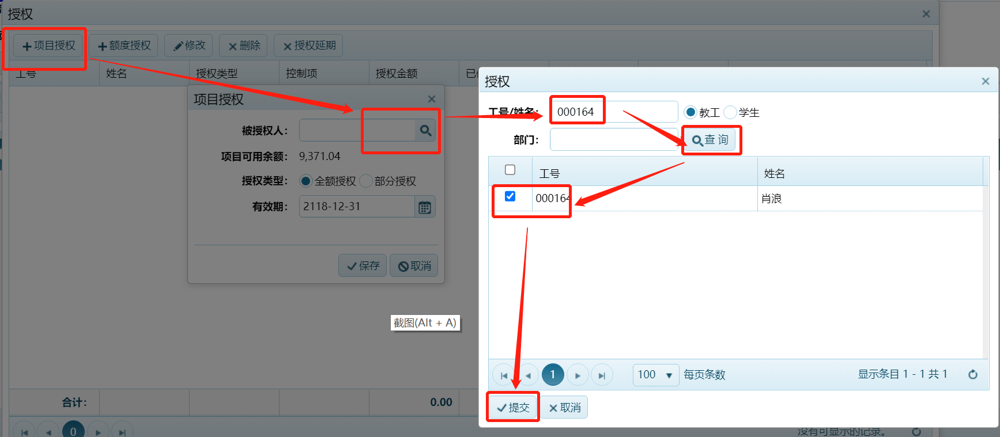 授权
项目授权 额度授权 修改 删除 授权延期
工号 姓名 授权类型 控制项 授权金额
项目授权
被授权人：
项目可用余额： 9,371.04
授权类型： 全额授权 部分授权
有效期： 2118-12-31
保存 取消
截图(Alt + A)
合计： 0.00
0
没有可显示的记录。
授权
工号/姓名： 000164 教工 学生
部门： 查 询
工号 姓名
000164 肖浪
1 100 每页条数 显示条目 1 - 1 共 1
提交 取消